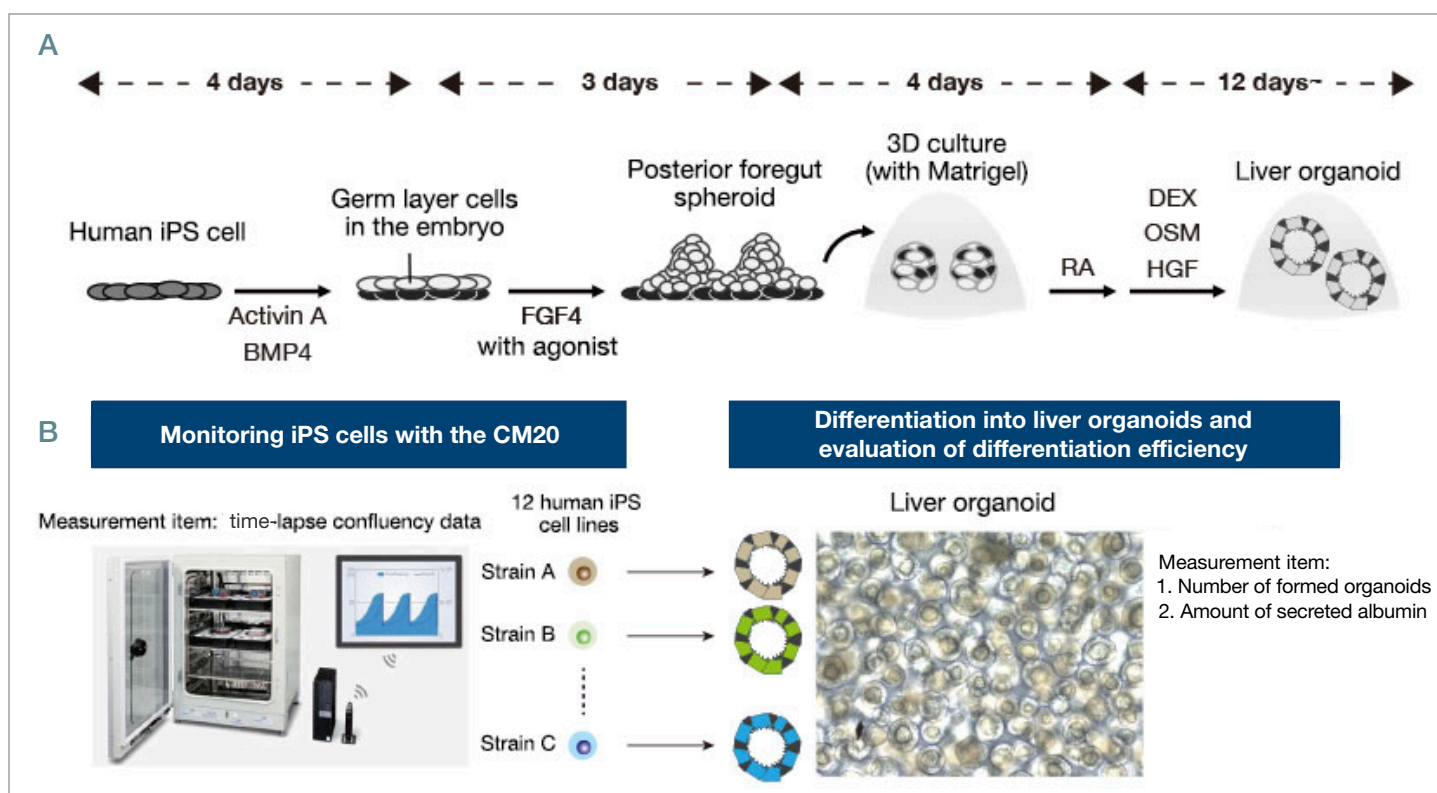 A
4 days
3 days
4 days
12 days~
Human iPS cell
Activin A
BMP4
Germ layer cells
in the embryo
FGF4
with agonist
Posterior foregut
spheroid
3D culture
(with Matrigel)
RA
DEX
OSM
HGF
Liver organoid
B
Monitoring iPS cells with the CM20
Differentiation into liver organoids and
evaluation of differentiation efficiency
Measurement item: time-lapse confluency data
12 human iPS
cell lines
Strain A
Strain B
Strain C
Liver organoid
Measurement item:
1. Number of formed organoids
2. Amount of secreted albumin